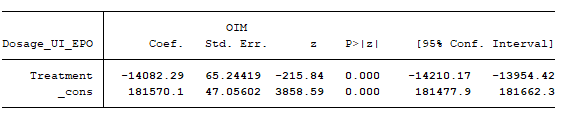 OIM
Dosage_UI_EPO Coef. Std. Err. z P>|z| [95% Conf. Interval]
Treatment -14082.29 65.24419 -215.84 0.000 -14210.17 -13954.42
_cons 181570.1 47.05602 3858.59 0.000 181477.9 181662.3